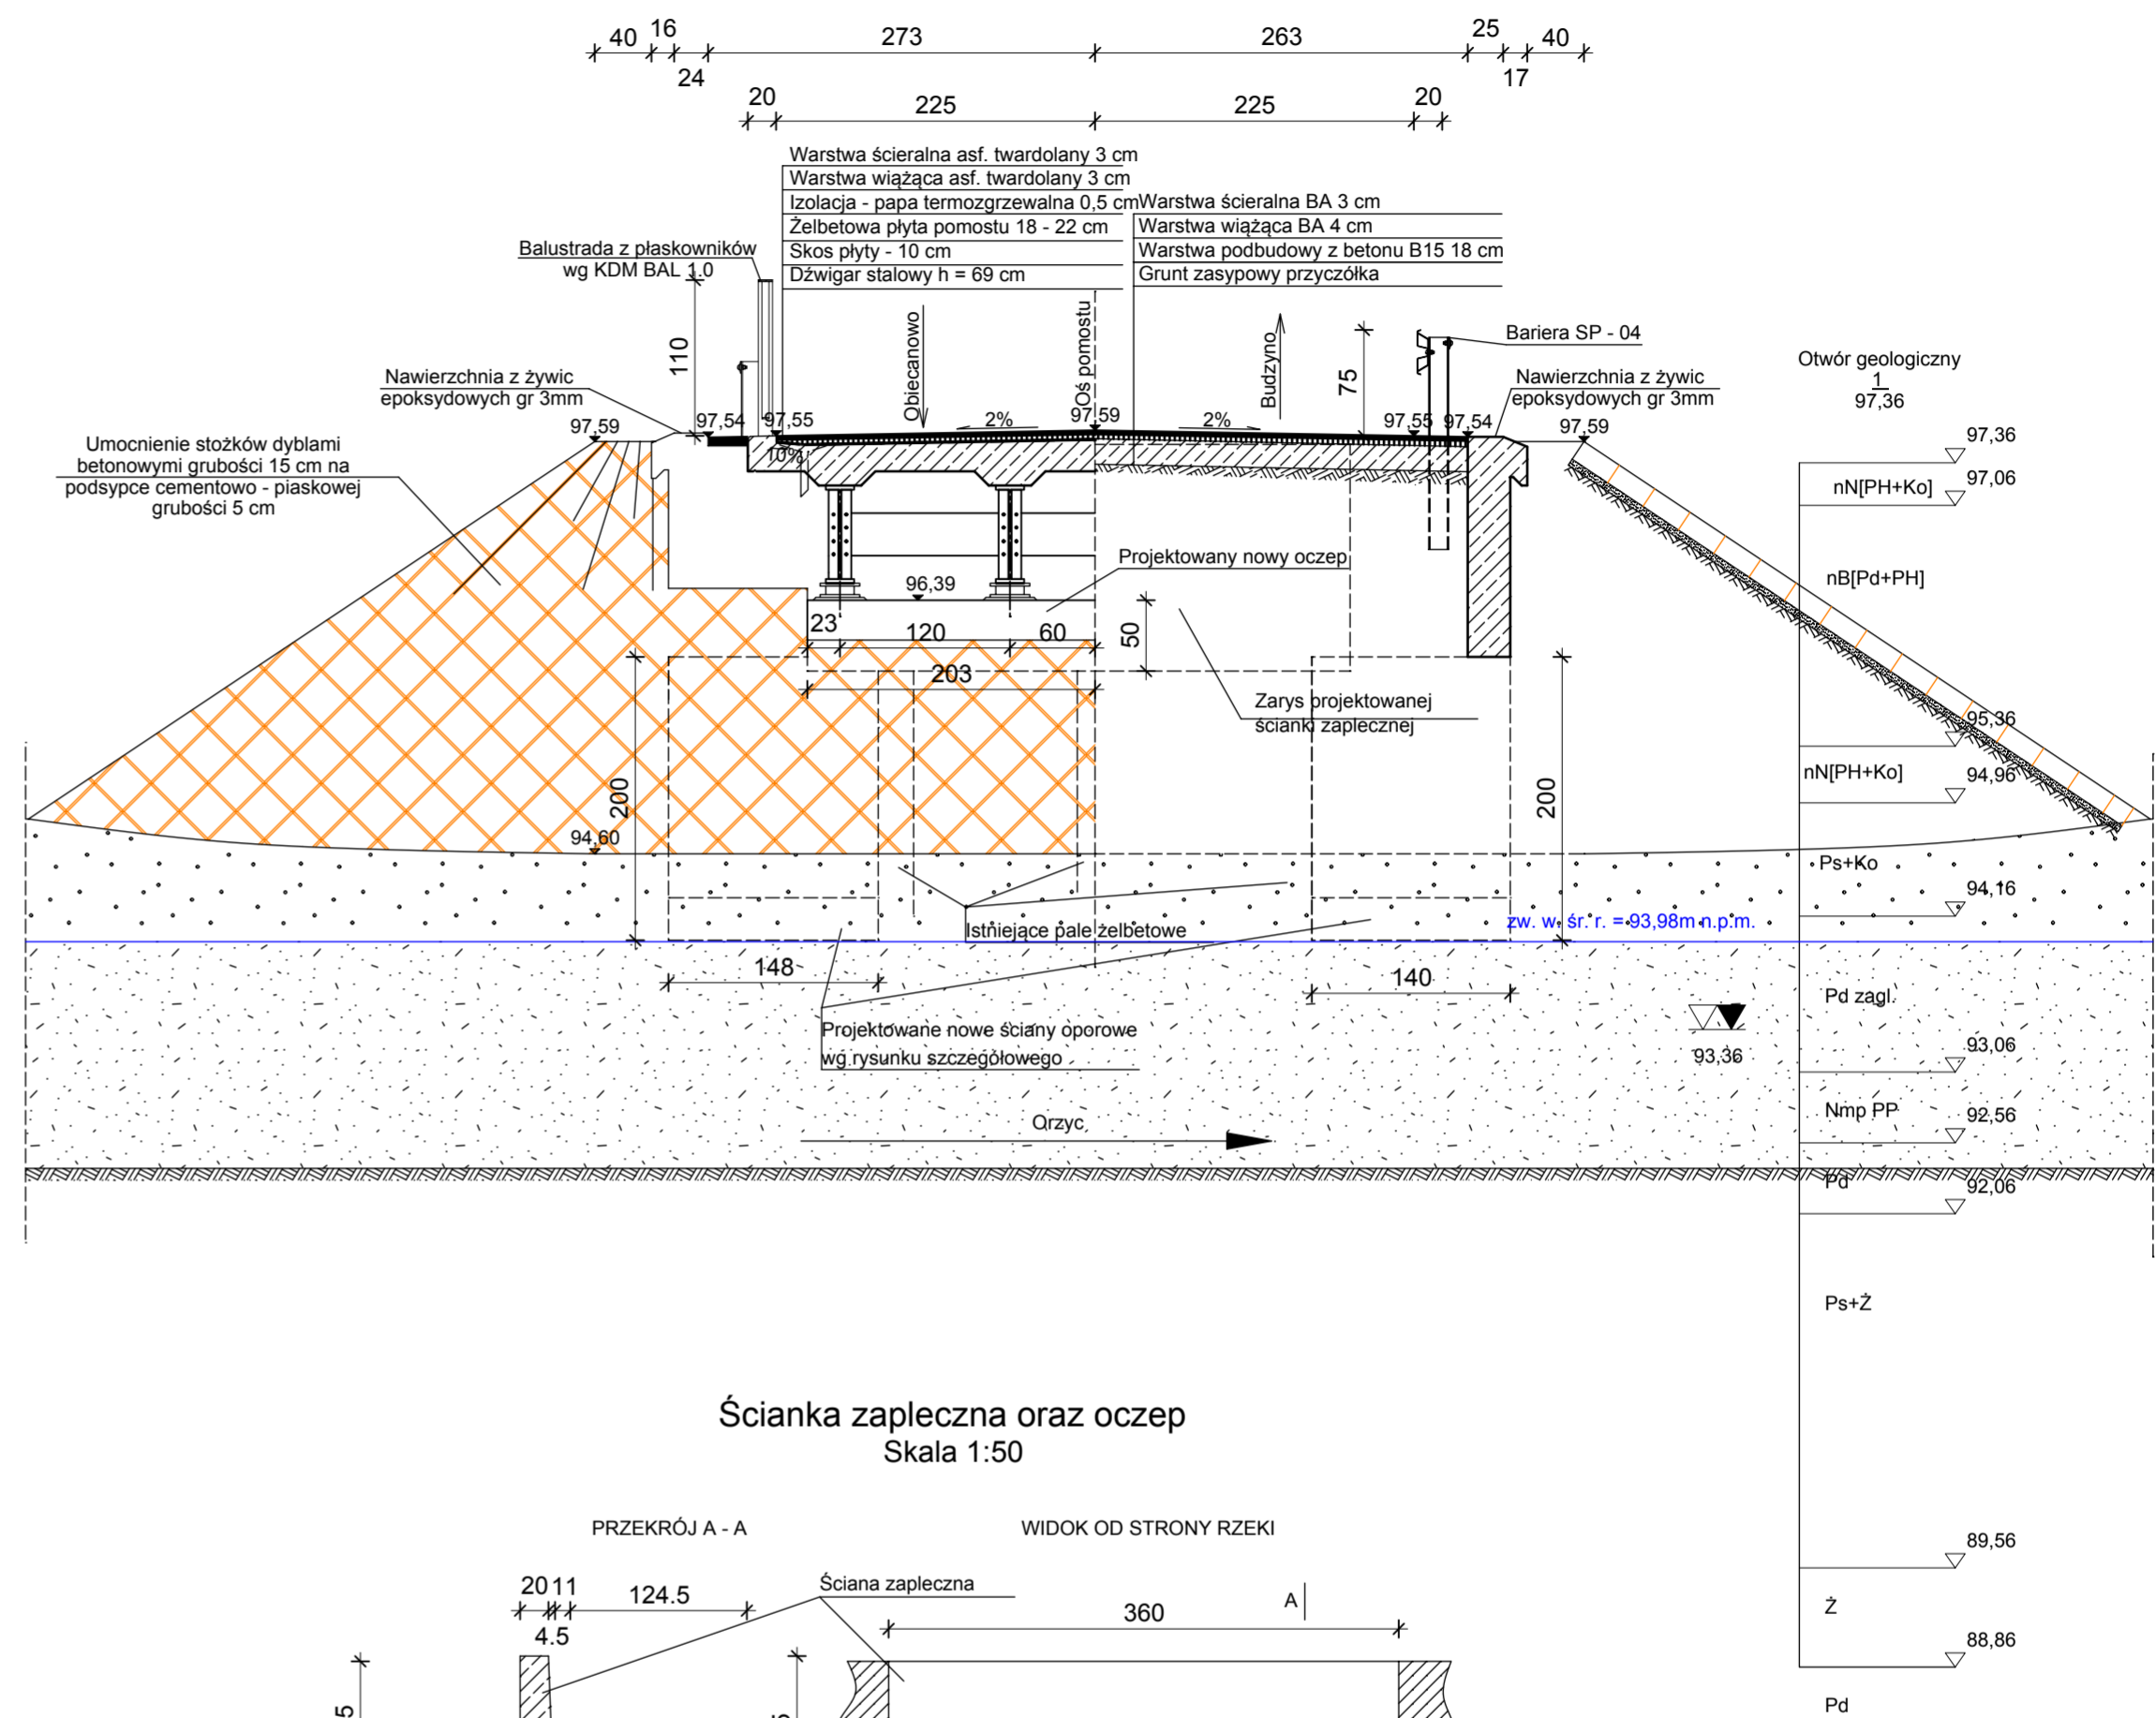 40 16 273 263 25 40
24 17
20 225 225 20
Warstwa ścieralna asf. twardolany 3 cm
Warstwa wiążąca asf. twardolany 3 cm
Izolacja - papa termozgrzewalna 0,5 cm
Żelbetowa płyta pomostu 18 - 22 cm
Skos płyty - 10 cm
Dźwigar stalowy h = 69 cm
Warstwa ścieralna BA 3 cm
Warstwa wiążąca BA 4 cm
Warstwa podbudowy z betonu B15 18 cm
Grunt zasypowy przyczółka
Balustrada z płaskowników
wg KDM BAL 1.0
110
Obiecanowo
Oś pomostu
Budzyno
75
Bariera SP - 04
Nawierzchnia z żywic
epoksydowych gr 3mm
Nawierzchnia z żywic
epoksydowych gr 3mm
Otwór geologiczny
1
97,36
Umocnienie stożków dyblami
betonowymi grubości 15 cm na
podsypce cementowo - piaskowej
grubości 5 cm
97,59 97,54 97,55 2% 97,59 2% 97,55 97,54 97,59
10%
97,36
nN[PH+Ko]
97,06
nB[Pd+PH]
95,36
nN[PH+Ko]
94,96
Ps+Ko
94,16
Projektowany nowy oczep
96,39
23 120 60 50
203
Zarys projektowanej
ścianki zaplecznej
200
200
94,60
Istniejące pale żelbetowe
zw. w. śr. r. = 93,98m n.p.m.
148 140
Projektowane nowe ściany oporowe
wg rysunku szczegółowego
93,36
Pd zagl.
93,06
Nmp PP
92,56
Orzyc
Pd
92,06
Ps+Ż
89,56
Ż
88,86
Pd
Ścianka zapleczna oraz oczep
Skala 1:50
PRZEKRÓJ A - A
WIDOK OD STRONY RZEKI
20 11 124.5
4.5
Ściana zapleczna
360
A